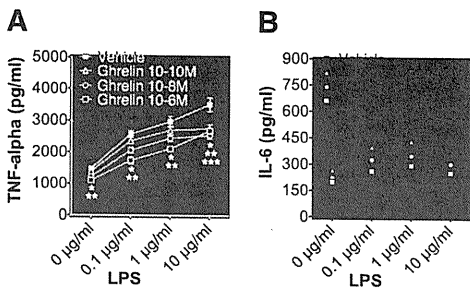 A
B
TNF-alpha (pg/ml)
5000
4000
3000
2000
1000
0
Vehicle
Ghrelin 10-10M
Ghrelin 10-8M
Ghrelin 10-6M
0 µg/ml
0.1 µg/ml
1 µg/ml
10 µg/ml
LPS
IL-6 (pg/ml)
900
750
600
450
300
150
0
Vehicle
0 µg/ml
0.1 µg/ml
1 µg/ml
10 µg/ml
LPS